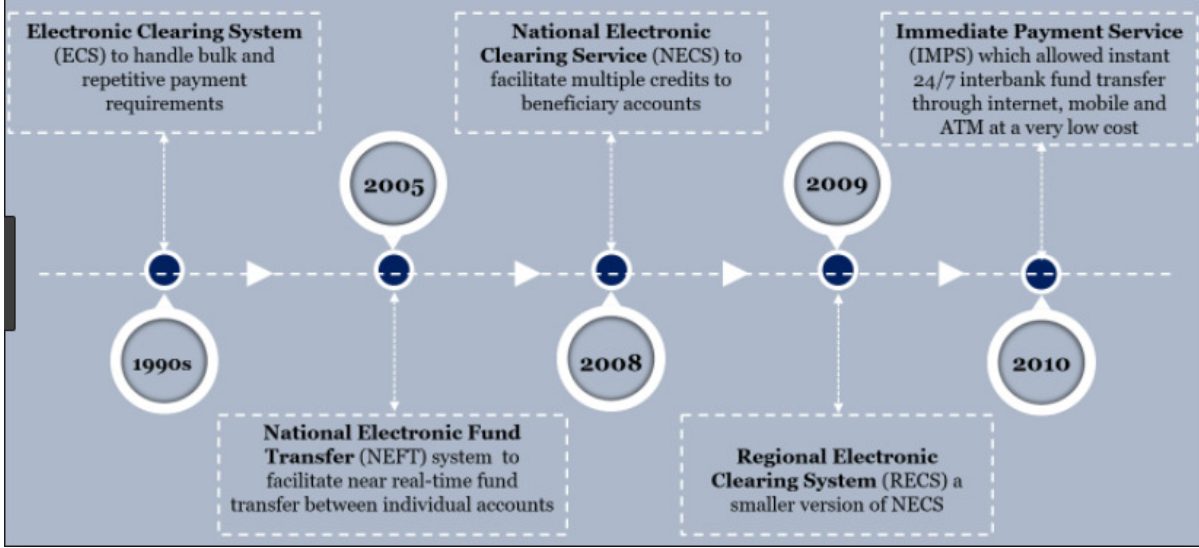 Electronic Clearing System
(ECS) to handle bulk and
repetitive payment
requirements
National Electronic
Clearing Service (NECS) to
facilitate multiple credits to
beneficiary accounts
Immediate Payment Service
(IMPS) which allowed instant
24/7 interbank fund transfer
through internet, mobile and
ATM at a very low cost
2005
2009
1990s
2008
2010
National Electronic Fund
Transfer (NEFT) system to
facilitate near real-time fund
transfer between individual accounts
Regional Electronic
Clearing System (RECS) a
smaller version of NECS